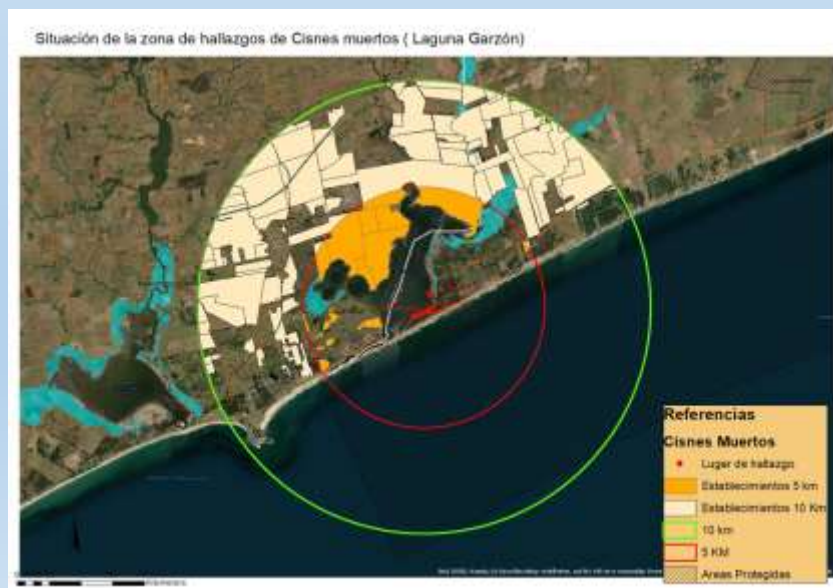 Situación de la zona de hallazgos de Cisnes muertos ( Laguna Garzón)
Referencias
Cisnes Muertos
Lugar de hallazgo
Establecimientos 5 km
Establecimientos 10 Km
10 km
5 KM
Areas Protegidas